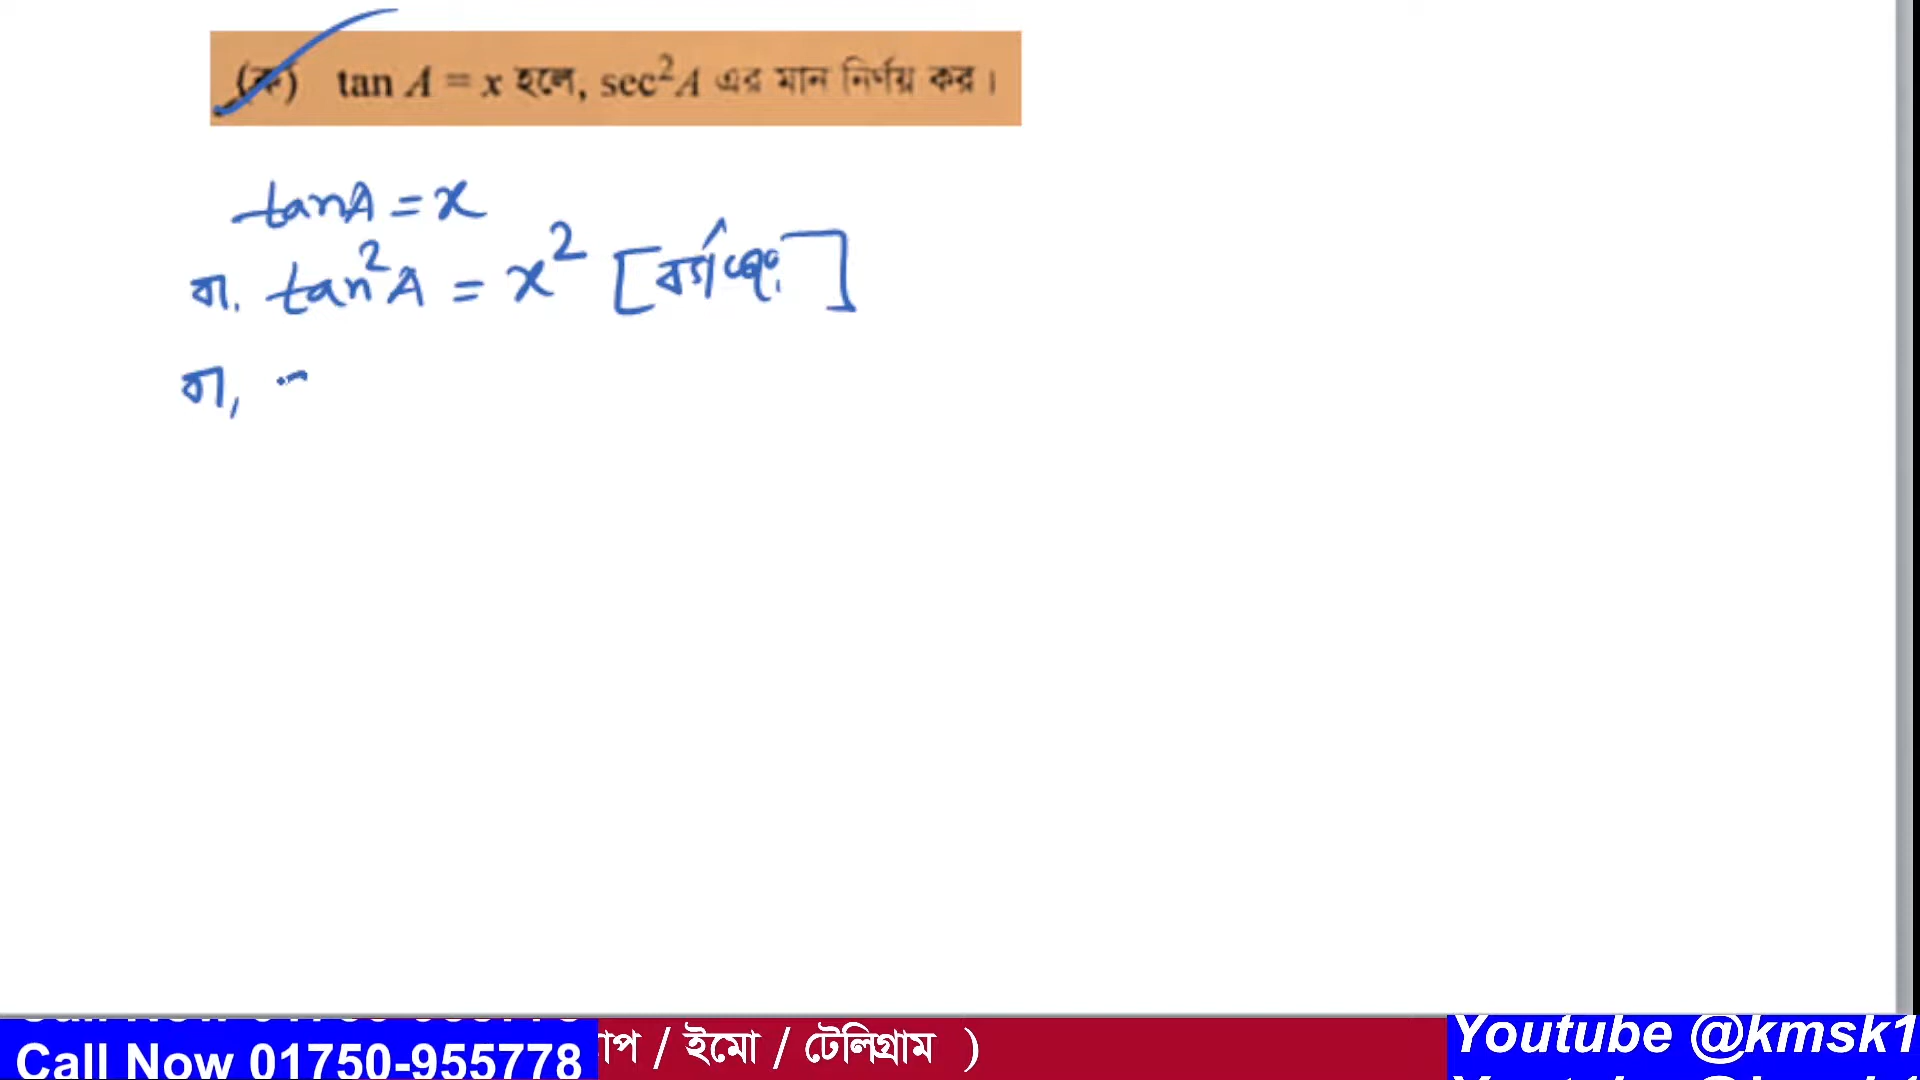 (ক) tan A = x হলে, sec²A এর মান নির্ণয় কর।
tanA = x
বা, tan²A = x² [বর্গ করে]
বা,
Call Now 01750-955778
াপ / ইমো / টেলিগ্রাম )
Youtube @kmsk1